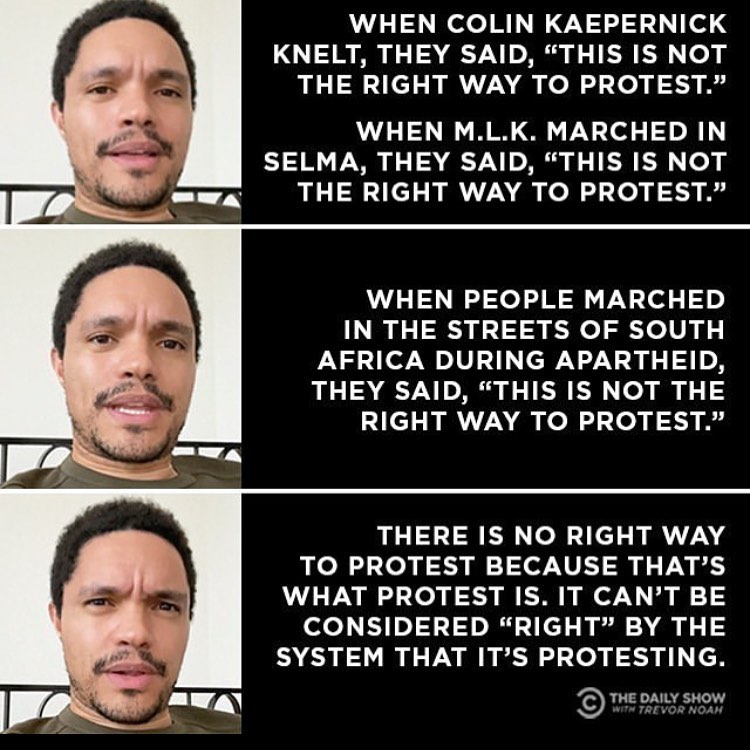 WHEN COLIN KAEPERNICK
KNELT, THEY SAID, “THIS IS NOT
THE RIGHT WAY TO PROTEST.”
WHEN M.L.K. MARCHED IN
SELMA, THEY SAID, “THIS IS NOT
THE RIGHT WAY TO PROTEST.”
WHEN PEOPLE MARCHED
IN THE STREETS OF SOUTH
AFRICA DURING APARTHEID,
THEY SAID, “THIS IS NOT THE
RIGHT WAY TO PROTEST.”
THERE IS NO RIGHT WAY
TO PROTEST BECAUSE THAT’S
WHAT PROTEST IS. IT CAN’T BE
CONSIDERED “RIGHT” BY THE
SYSTEM THAT IT’S PROTESTING.
THE DAILY SHOW
WITH TREVOR NOAH